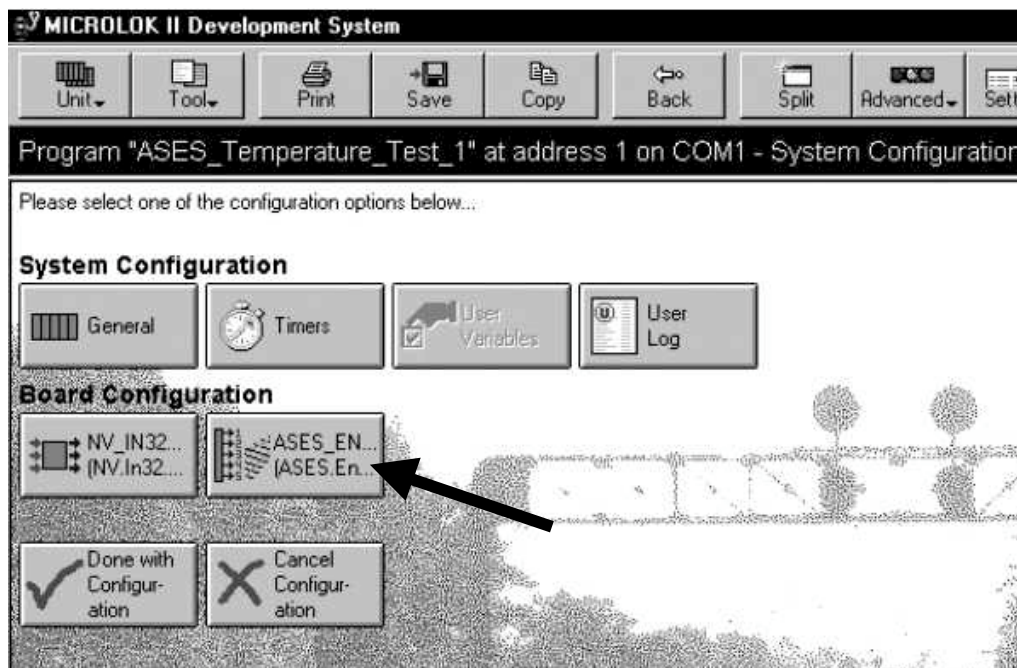 MICROLOK II Development System
Unit Tool Print Save Copy Back Split Advanced Sett
Program "ASES_Temperature_Test_1" at address 1 on COM1 - System Configuration
Please select one of the configuration options below...
System Configuration
General
Timers
User
Variables
User
Log
Board Configuration
NV_IN32...
(NV.In32....
ASES_EN...
(ASES.En...
Done with
Configur-
ation
Cancel
Configur-
ation